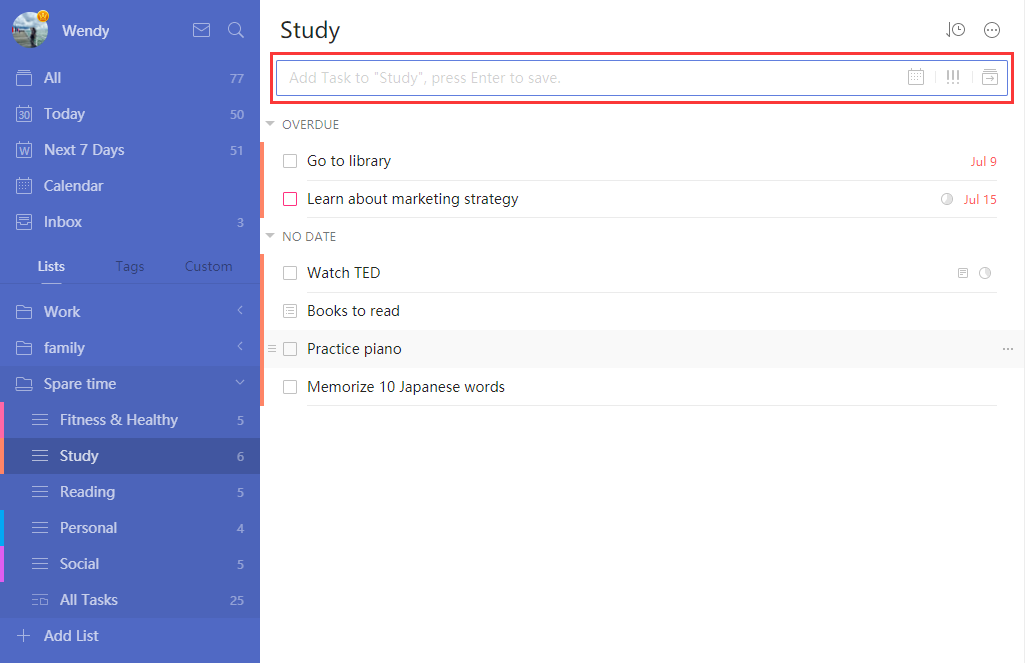 Wendy
All 77
30 Today 50
W Next 7 Days 51
Calendar
Inbox 3
Lists Tags Custom
Work
family
Spare time
Fitness & Healthy 5
Study 6
Reading 5
Personal 4
Social 5
All Tasks 25
Add List
Study
Add Task to "Study", press Enter to save.
OVERDUE
Go to library Jul 9
Learn about marketing strategy Jul 15
NO DATE
Watch TED
Books to read
Practice piano
Memorize 10 Japanese words